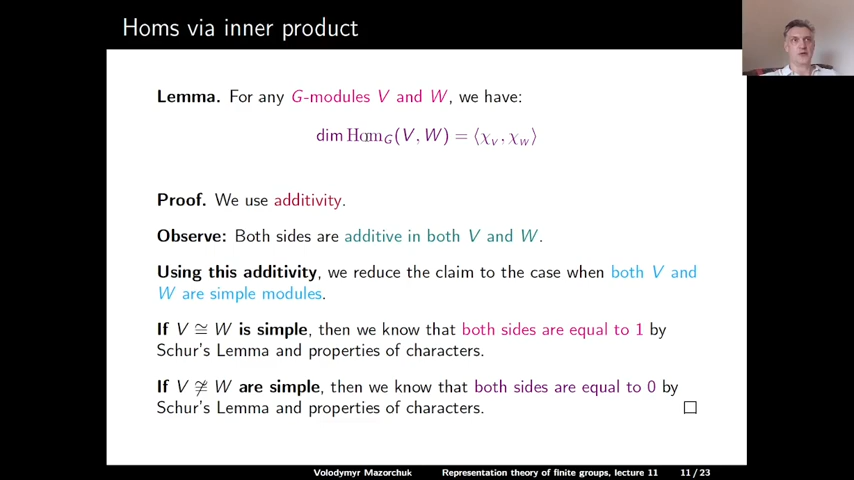 Homs via inner product
Lemma. For any G-modules V and W, we have:
dim Hom_G(V, W) = ⟨χ_V, χ_W⟩
Proof. We use additivity.
Observe: Both sides are additive in both V and W.
Using this additivity, we reduce the claim to the case when both V and
W are simple modules.
If V ≅ W is simple, then we know that both sides are equal to 1 by
Schur's Lemma and properties of characters.
If V ≇ W are simple, then we know that both sides are equal to 0 by
Schur's Lemma and properties of characters. □
Volodymyr Mazorchuk Representation theory of finite groups, lecture 11 11/23